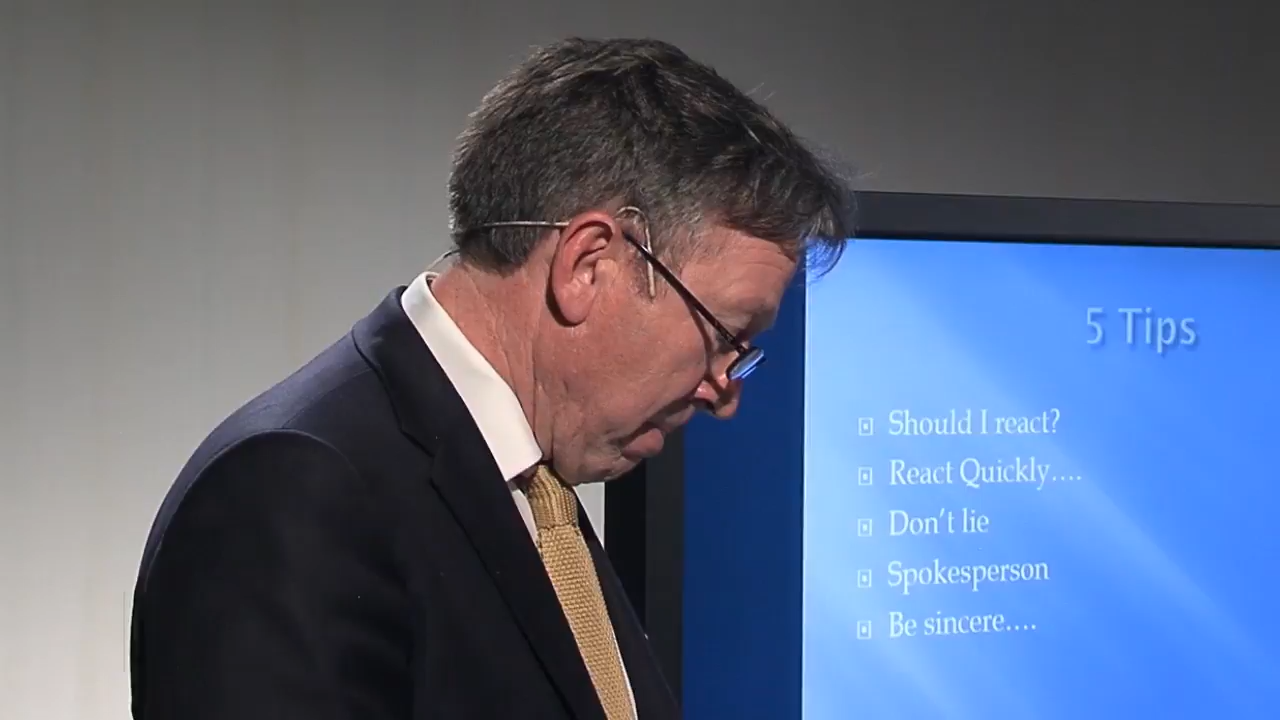 5 Tips
Should I react?
React Quickly....
Don't lie
Spokesperson
Be sincere....